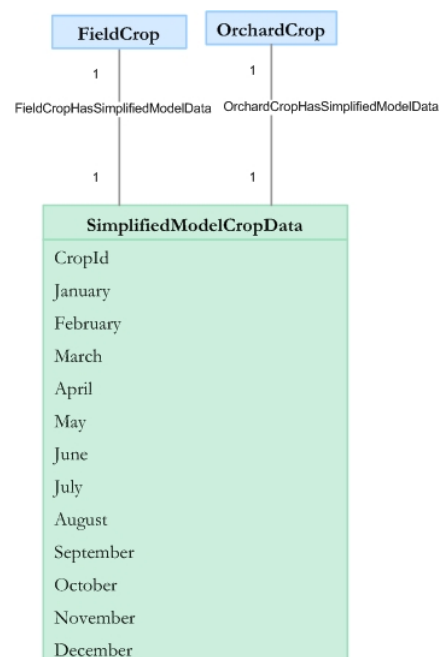 FieldCrop OrchardCrop
1 1
FieldCropHasSimplifiedModelData OrchardCropHasSimplifiedModelData
1 1
SimplifiedModelCropData
CropId
January
February
March
April
May
June
July
August
September
October
November
December